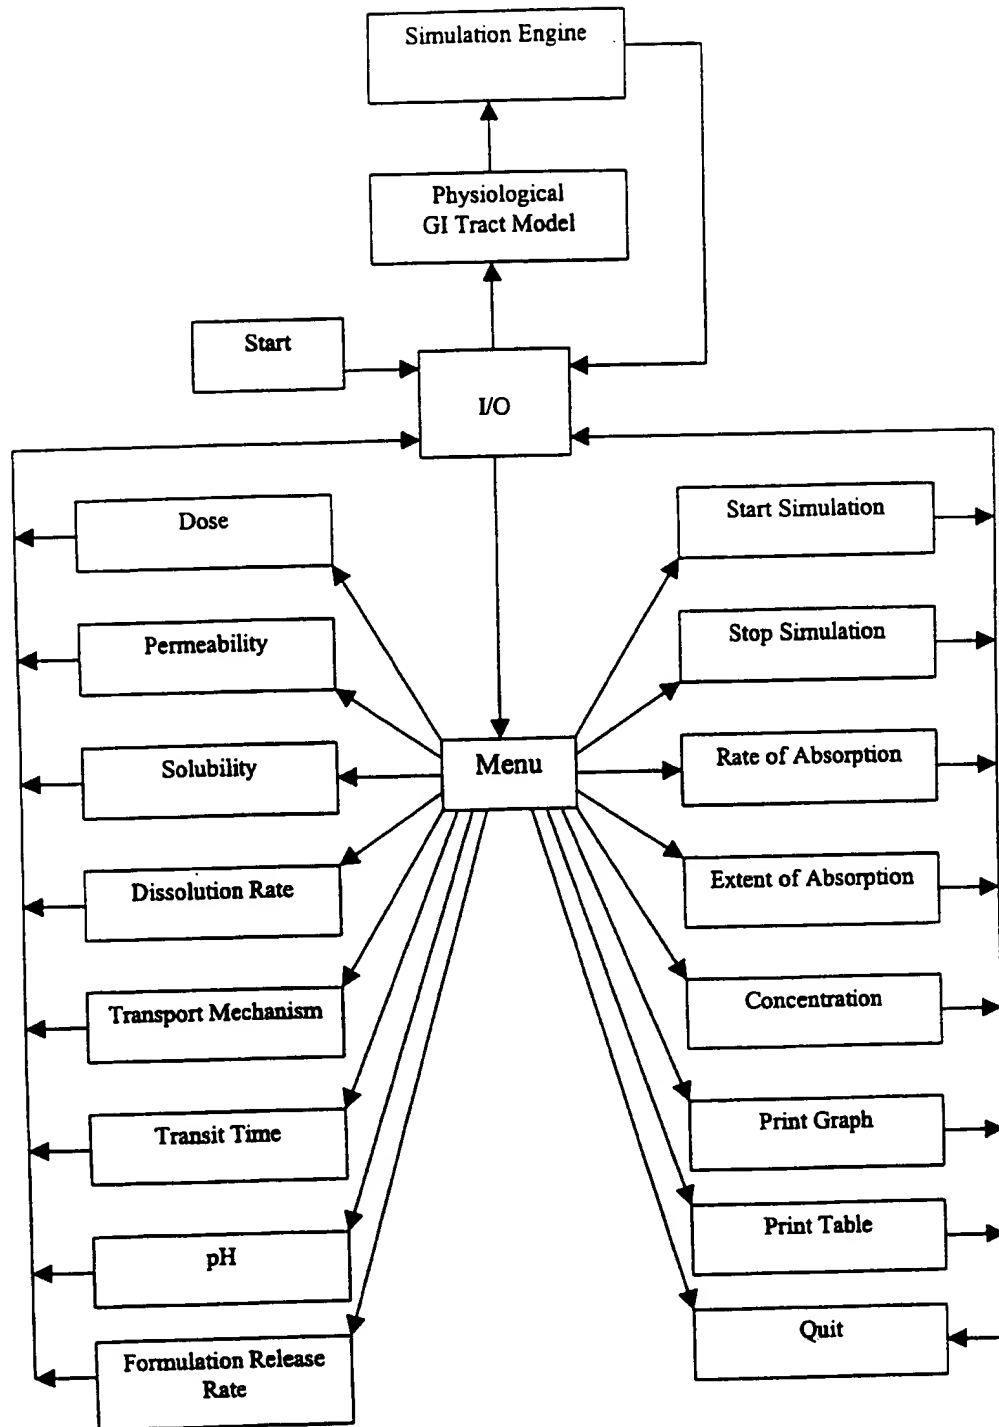 Simulation Engine
Physiological
GI Tract Model
Start
I/O
Dose
Start Simulation
Permeability
Stop Simulation
Menu
Solubility
Rate of Absorption
Dissolution Rate
Extent of Absorption
Transport Mechanism
Concentration
Transit Time
Print Graph
pH
Print Table
Formulation Release
Rate
Quit